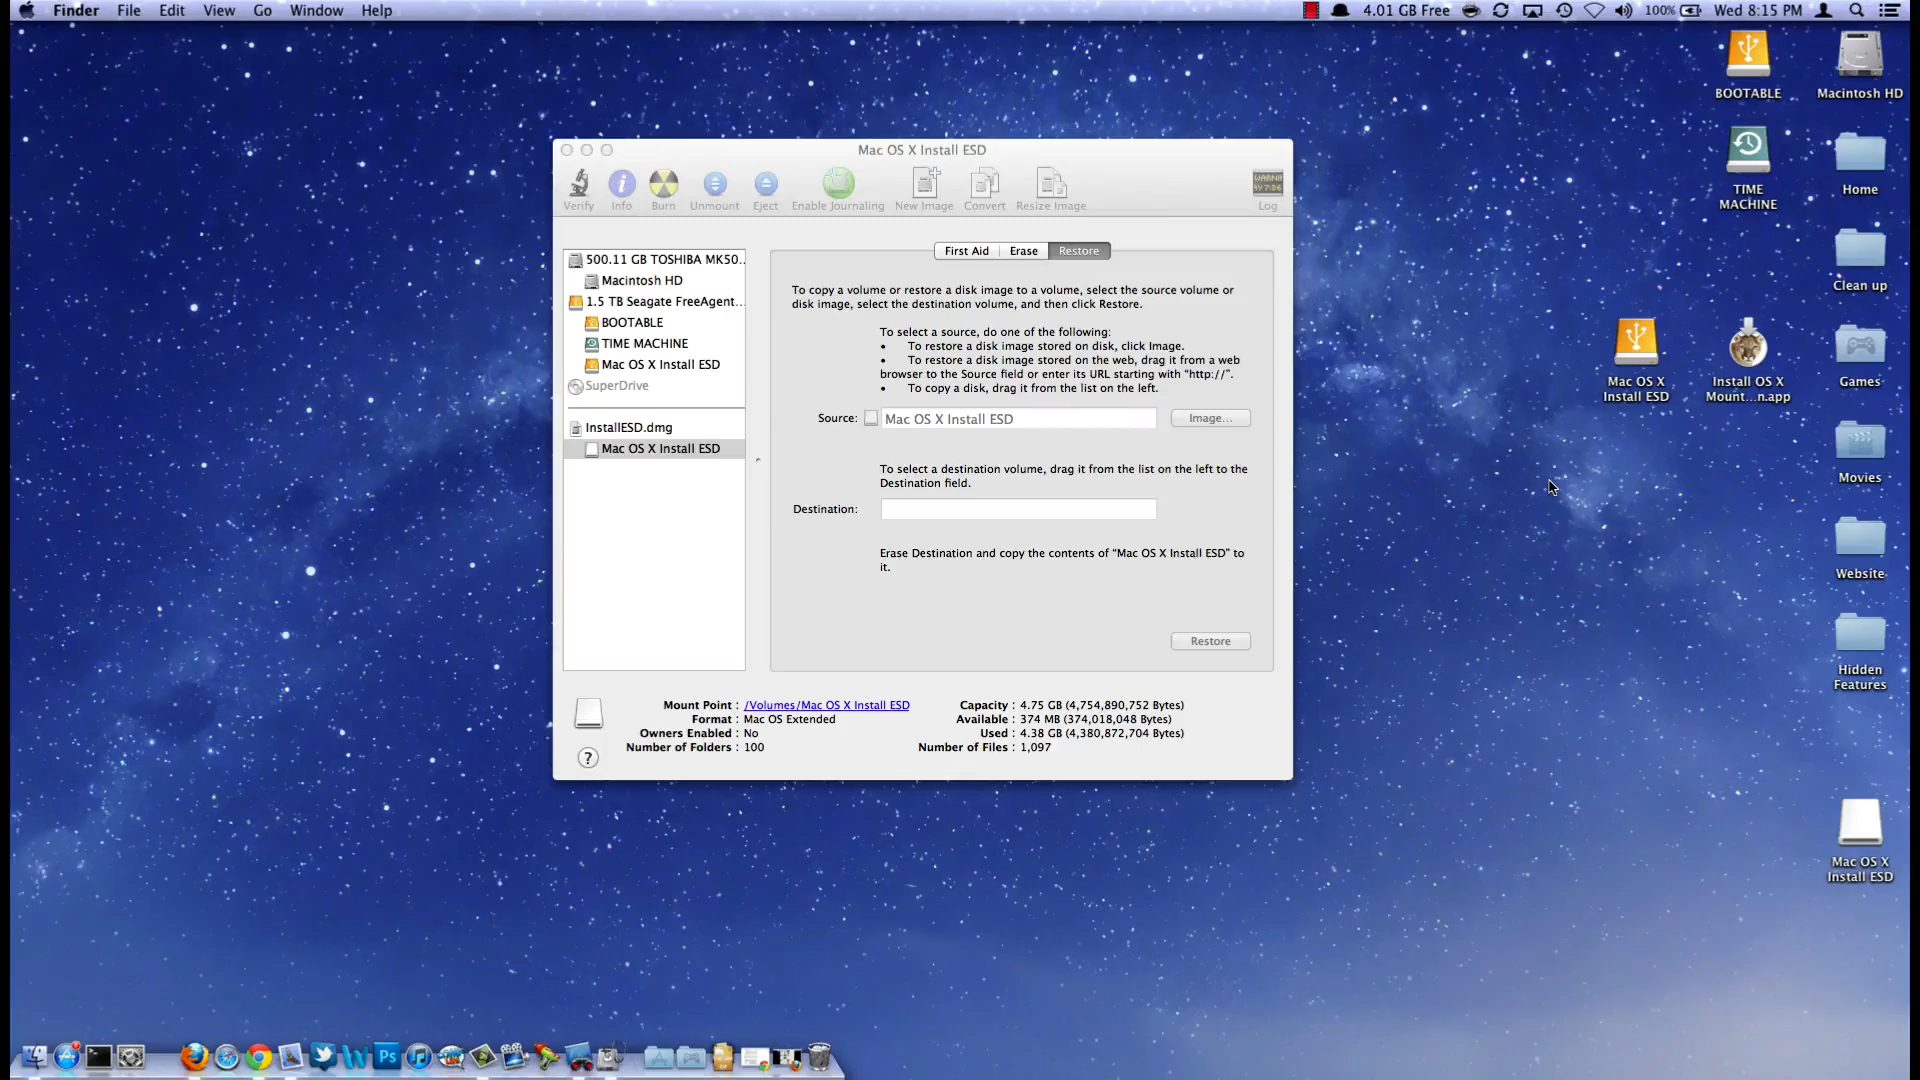 Finder File Edit View Go Window Help
4.01 GB Free 100% Wed 8:15 PM
BOOTABLE
Macintosh HD
TIME
MACHINE
Home
Clean up
Mac OS X
Install ESD
Install OS X
Mount...n.app
Games
Movies
Website
Hidden
Features
Mac OS X
Install ESD
Mac OS X Install ESD
Verify Info Burn Unmount Eject Enable Journaling New Image Convert Resize Image Log
500.11 GB TOSHIBA MK50...
Macintosh HD
1.5 TB Seagate FreeAgent...
BOOTABLE
TIME MACHINE
Mac OS X Install ESD
SuperDrive
InstallESD.dmg
Mac OS X Install ESD
First Aid Erase Restore
To copy a volume or restore a disk image to a volume, select the source volume or
disk image, select the destination volume, and then click Restore.
To select a source, do one of the following:
• To restore a disk image stored on disk, click Image.
• To restore a disk image stored on the web, drag it from a web
browser to the Source field or enter its URL starting with “http://”.
• To copy a disk, drag it from the list on the left.
Source: Mac OS X Install ESD Image...
To select a destination volume, drag it from the list on the left to the
Destination field.
Destination:
Erase Destination and copy the contents of “Mac OS X Install ESD” to
it.
Restore
Mount Point : /Volumes/Mac OS X Install ESD
Format : Mac OS Extended
Owners Enabled : No
Number of Folders : 100
Capacity : 4.75 GB (4,754,890,752 Bytes)
Available : 374 MB (374,018,048 Bytes)
Used : 4.38 GB (4,380,872,704 Bytes)
Number of Files : 1,097
?
Ps